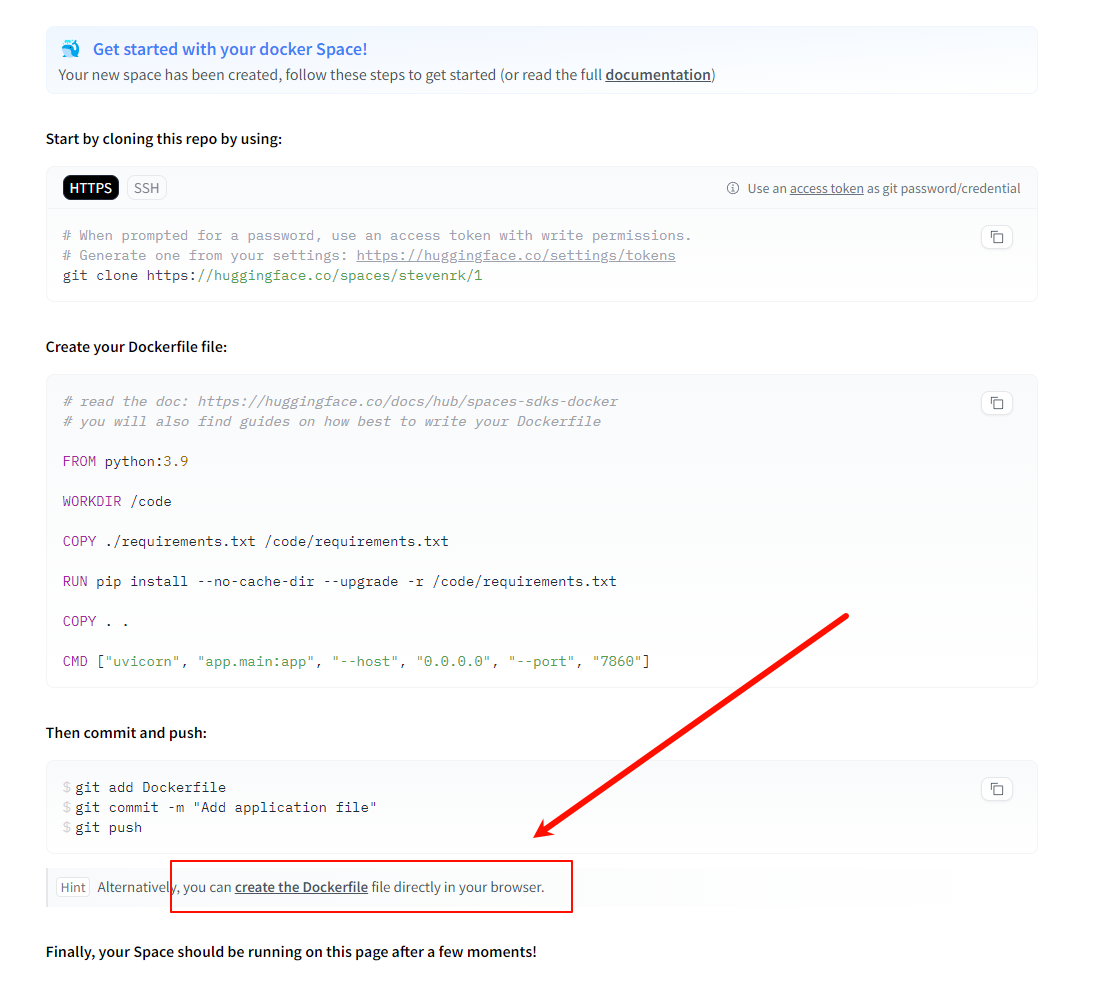 Get started with your docker Space!
Your new space has been created, follow these steps to get started (or read the full documentation)
Start by cloning this repo by using:
HTTPS SSH Use an access token as git password/credential
# When prompted for a password, use an access token with write permissions.
# Generate one from your settings: https://huggingface.co/settings/tokens
git clone https://huggingface.co/spaces/stevenrk/1
Create your Dockerfile file:
# read the doc: https://huggingface.co/docs/hub/spaces-sdks-docker
# you will also find guides on how best to write your Dockerfile
FROM python:3.9
WORKDIR /code
COPY ./requirements.txt /code/requirements.txt
RUN pip install --no-cache-dir --upgrade -r /code/requirements.txt
COPY . .
CMD ["uvicorn", "app.main:app", "--host", "0.0.0.0", "--port", "7860"]
Then commit and push:
$ git add Dockerfile
$ git commit -m "Add application file"
$ git push
Hint Alternatively, you can create the Dockerfile file directly in your browser.
Finally, your Space should be running on this page after a few moments!